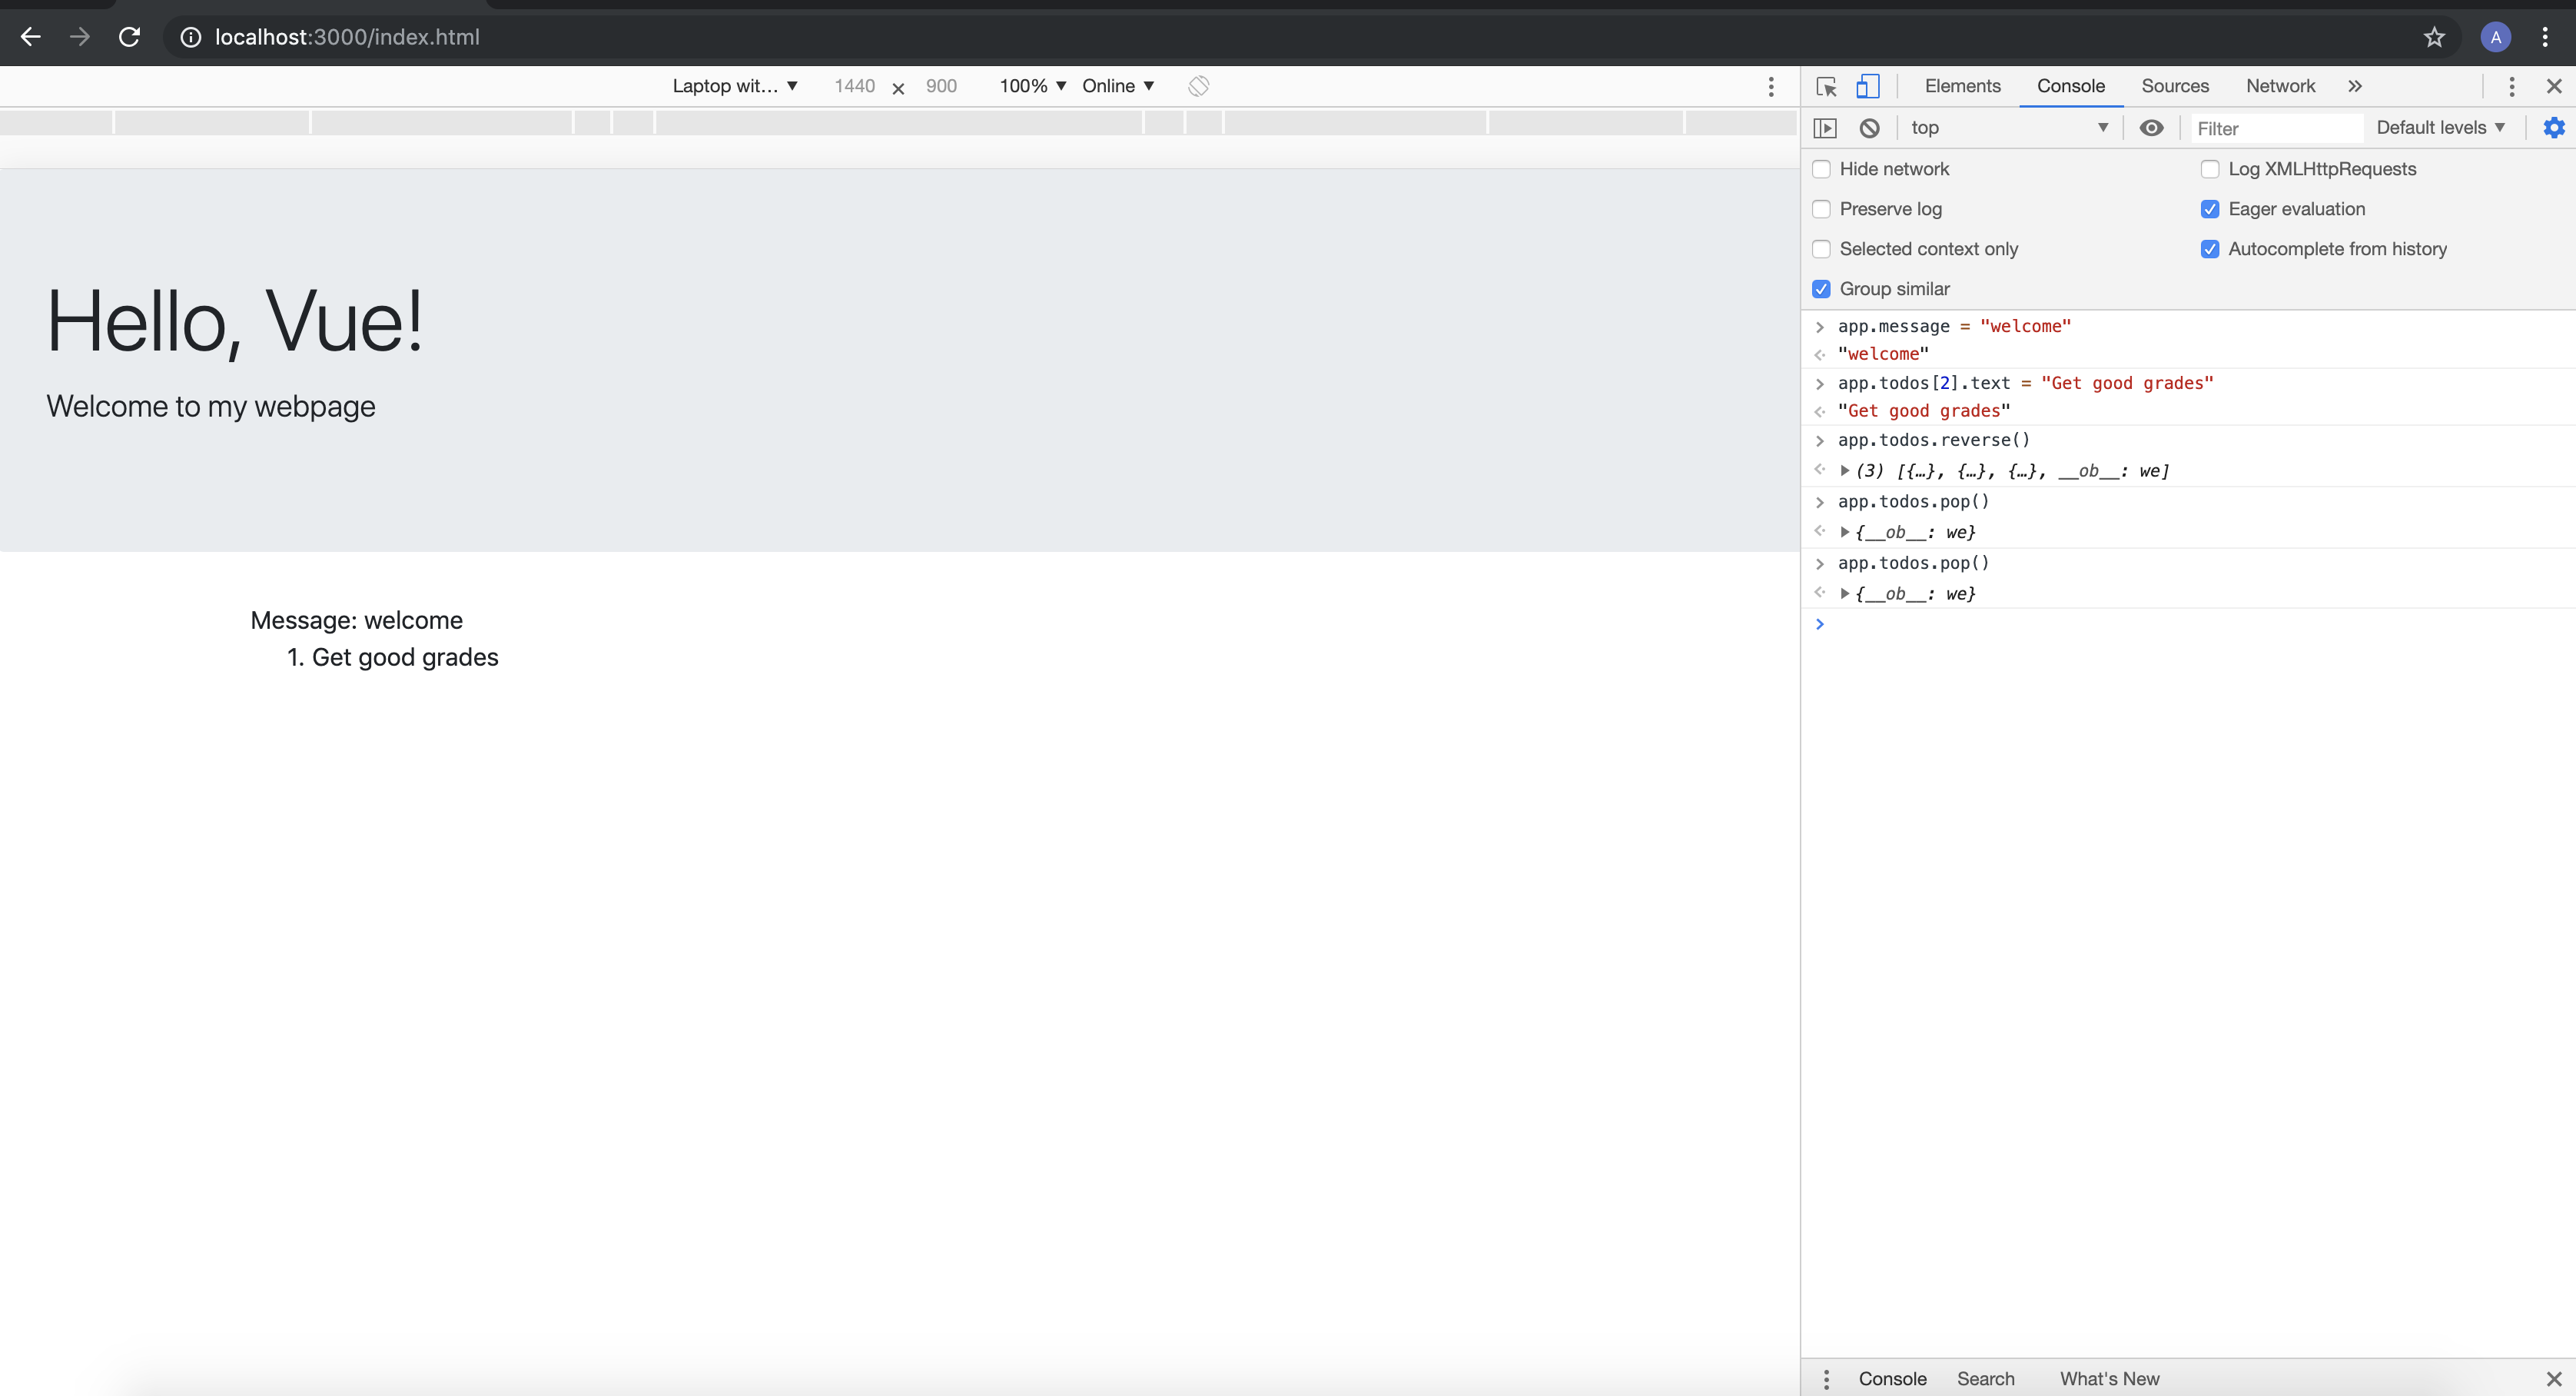 localhost:3000/index.html
A
Laptop wit... 1440 × 900 100% Online
Hello, Vue!
Welcome to my webpage
Message: welcome
1. Get good grades
Elements Console Sources Network »
top Filter Default levels
Hide network Log XMLHttpRequests
Preserve log Eager evaluation
Selected context only Autocomplete from history
Group similar
> app.message = "welcome"
"welcome"
> app.todos[2].text = "Get good grades"
"Get good grades"
> app.todos.reverse()
(3) [{…}, {…}, {…}, __ob__: we]
> app.todos.pop()
{__ob__: we}
> app.todos.pop()
{__ob__: we}
>
Console Search What's New